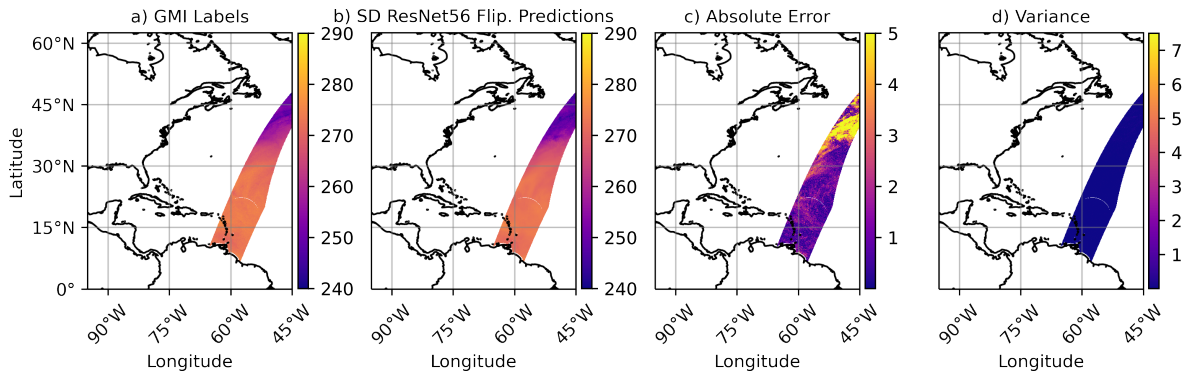 a) GMI Labels
b) SD ResNet56 Flip. Predictions
c) Absolute Error
d) Variance
Latitude
60°N
45°N
30°N
15°N
0°
90°W
75°W
60°W
45°W
Longitude
290
280
270
260
250
240
90°W
75°W
60°W
45°W
Longitude
290
280
270
260
250
240
90°W
75°W
60°W
45°W
Longitude
5
4
3
2
1
90°W
75°W
60°W
45°W
Longitude
7
6
5
4
3
2
1